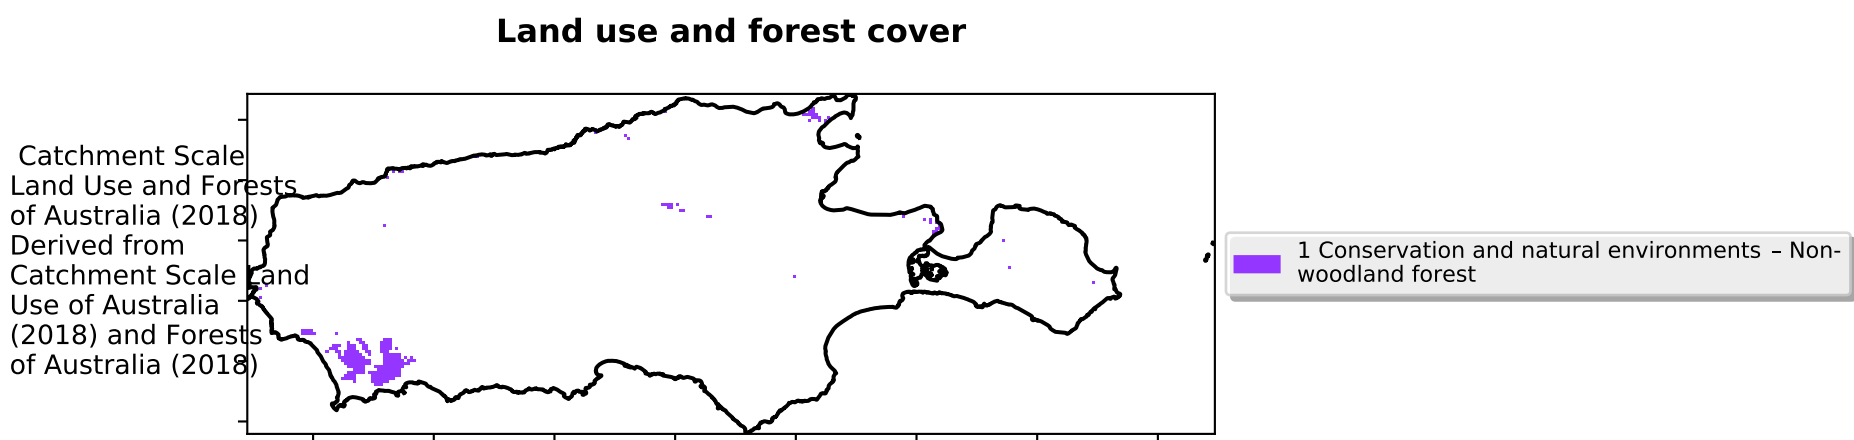 Land use and forest cover
Catchment Scale
Land Use and Forests
of Australia (2018)
Derived from
Catchment Scale Land
Use of Australia
(2018) and Forests
of Australia (2018)
1 Conservation and natural environments – Non-
woodland forest